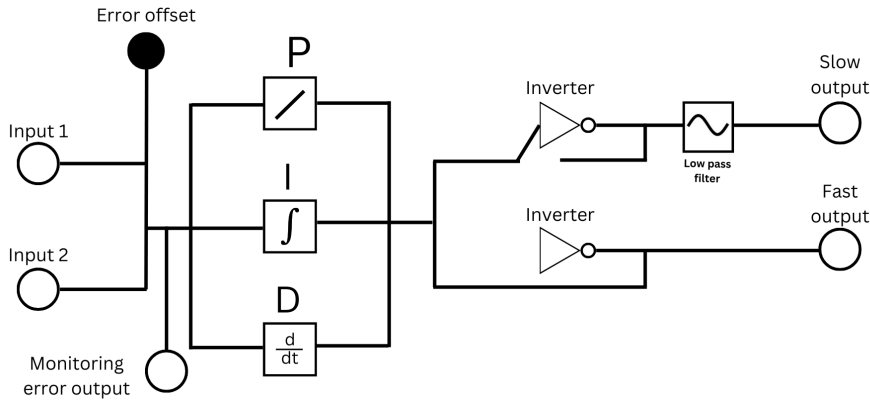 Error offset
P
Slow
output
Inverter
Input 1
Low pass
filter
I
∫
Fast
output
Inverter
Input 2
D
d
dt
Monitoring
error output